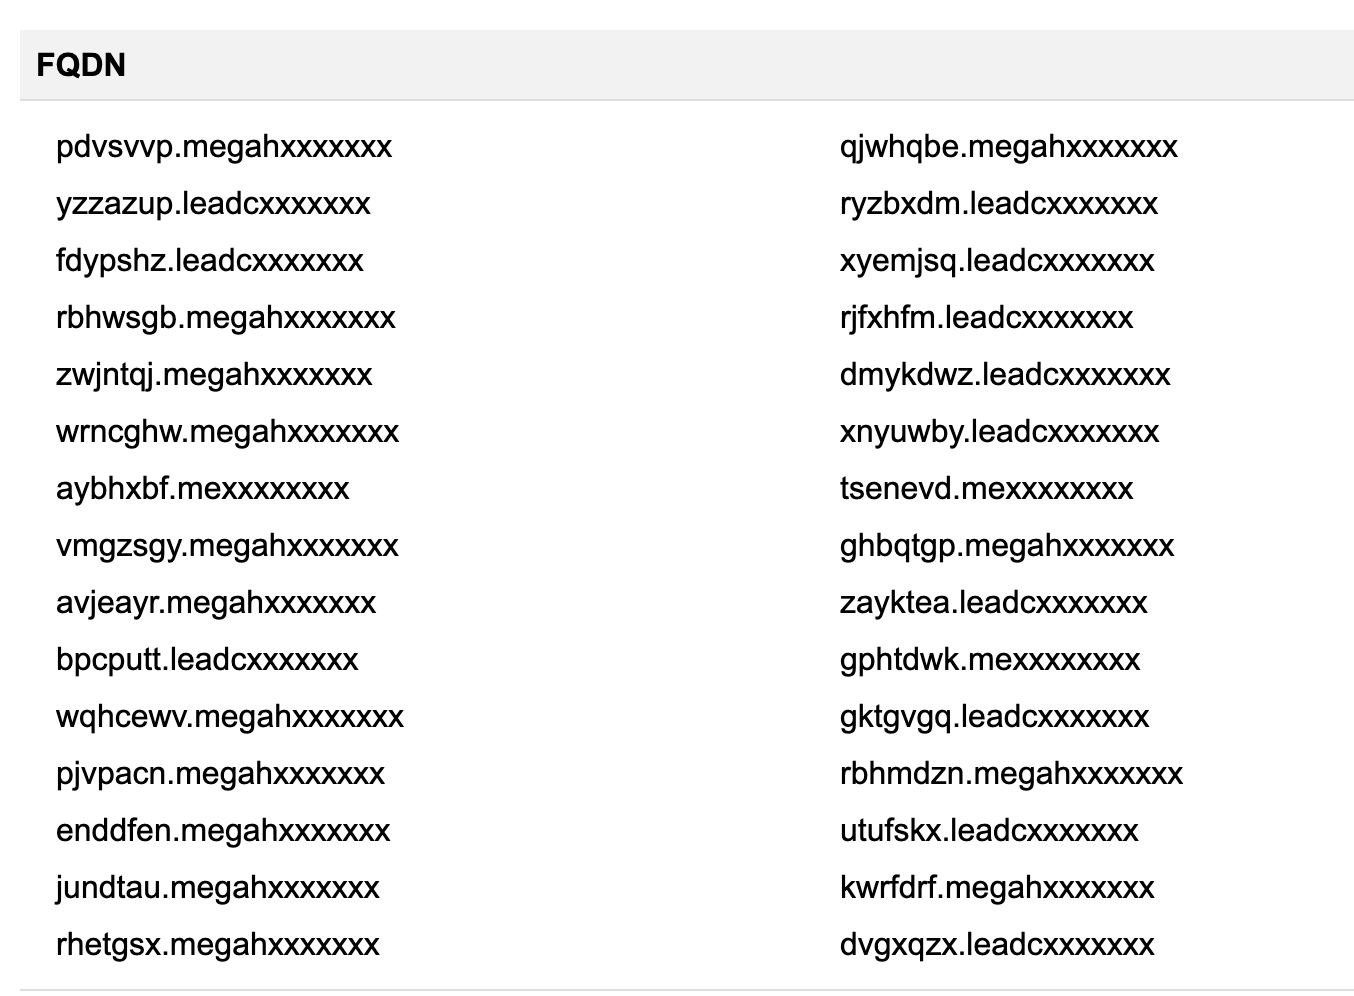 FQDN
pdvsvvp.megahxxxxxxx
qjwhqbe.megahxxxxxxx
yzzazup.leadcxxxxxxx
ryzbxdm.leadcxxxxxxx
fdypshz.leadcxxxxxxx
xyemjsq.leadcxxxxxxx
rbhwsgb.megahxxxxxxx
rjfxhfm.leadcxxxxxxx
zwjntqj.megahxxxxxxx
dmykdwz.leadcxxxxxxx
wrncghw.megahxxxxxxx
xnyuwby.leadcxxxxxxx
aybhxbf.mexxxxxxxx
tsenevd.mexxxxxxxx
vmgzsgy.megahxxxxxxx
ghbqtgp.megahxxxxxxx
avjeayr.megahxxxxxxx
zayktea.leadcxxxxxxx
bpcputt.leadcxxxxxxx
gphtdwk.mexxxxxxxx
wqhcewv.megahxxxxxxx
gktgvgq.leadcxxxxxxx
pjvpacn.megahxxxxxxx
rbhmdzn.megahxxxxxxx
enddfen.megahxxxxxxx
utufskx.leadcxxxxxxx
jundtau.megahxxxxxxx
kwrfdrf.megahxxxxxxx
rhetgsx.megahxxxxxxx
dvgxqzx.leadcxxxxxxx